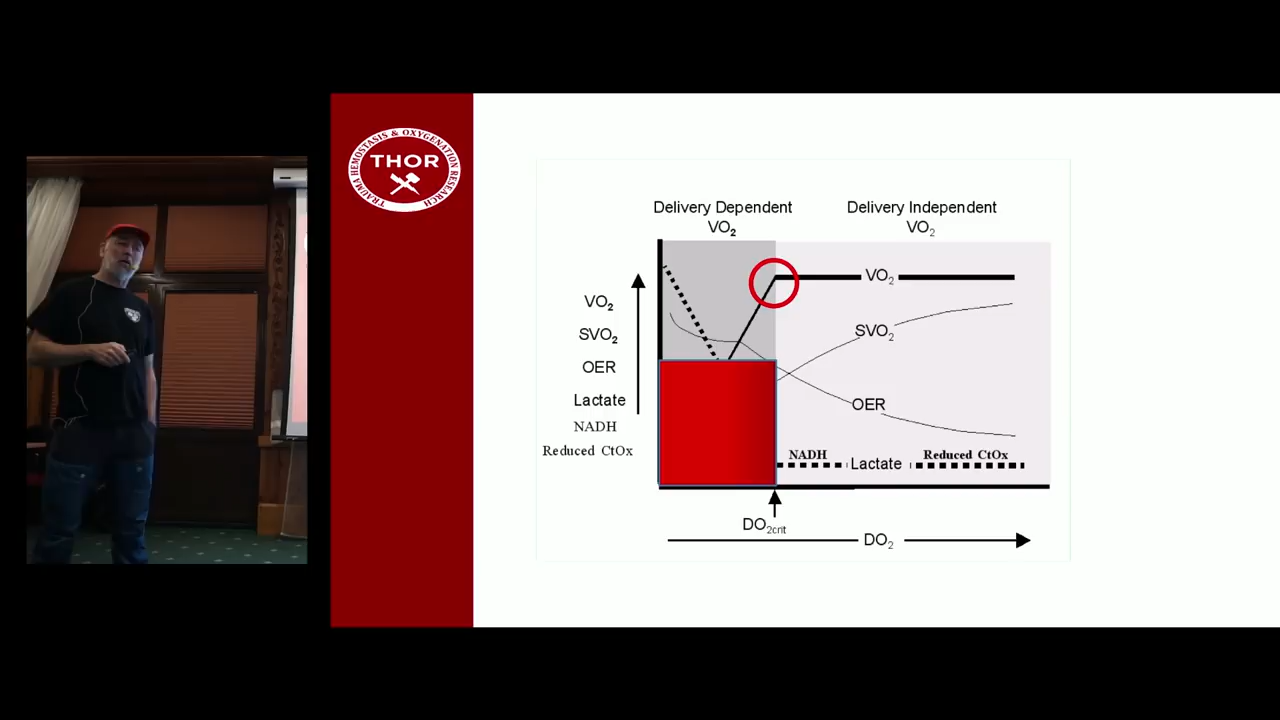 TRAUMA HEMOSTASIS & OXYGENATION RESEARCH
THOR
Delivery Dependent
VO₂
Delivery Independent
VO₂
VO₂
SVO₂
OER
Lactate
NADH
Reduced CtOx
VO₂
SVO₂
OER
NADH
Lactate
Reduced CtOx
DO₂crit
DO₂